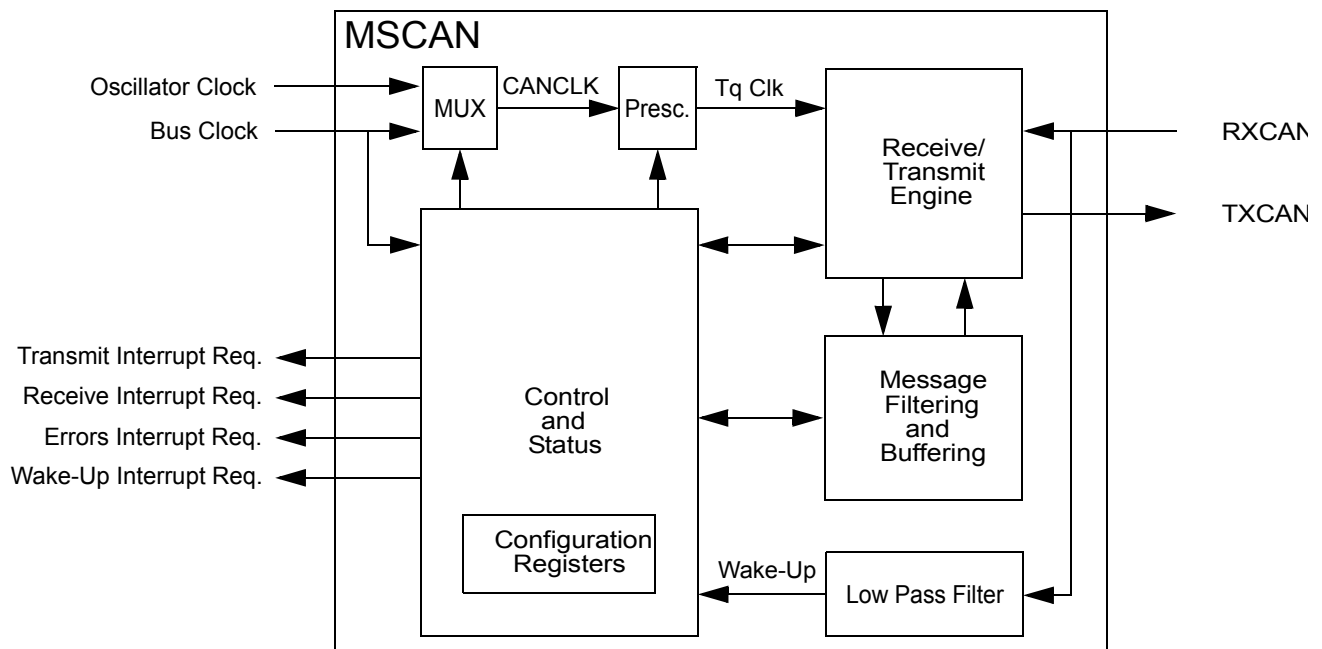 MSCAN
Oscillator Clock
Bus Clock
MUX
CANCLK
Presc.
Tq Clk
Receive/
Transmit
Engine
RXCAN
TXCAN
Transmit Interrupt Req.
Receive Interrupt Req.
Errors Interrupt Req.
Wake-Up Interrupt Req.
Control
and
Status
Message
Filtering
and
Buffering
Configuration
Registers
Wake-Up
Low Pass Filter